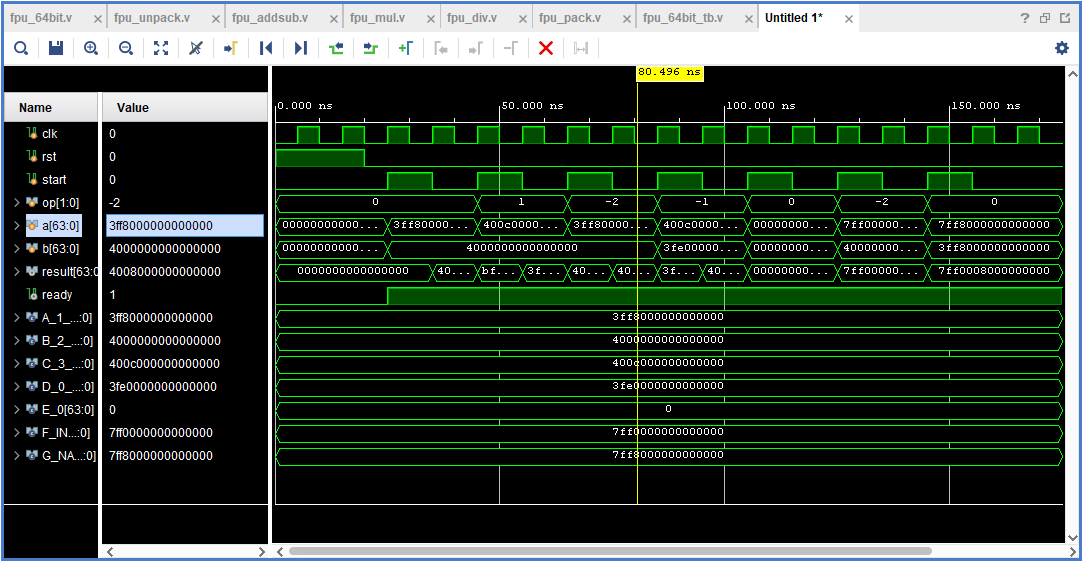 fpu_64bit.v fpu_unpack.v fpu_addsub.v fpu_mul.v fpu_div.v fpu_pack.v fpu_64bit_tb.v Untitled 1*
80.496 ns
0.000 ns 50.000 ns 100.000 ns 150.000 ns
Name Value
clk 0
rst 0
start 0
op[1:0] -2 0 1 -2 -1 0 -2 0
a[63:0] 3ff8000000000000 00000000000... 3ff80000... 400c0000... 3ff80000... 400c0000... 00000000... 7ff00000... 7ff8000000000000
b[63:0] 4000000000000000 00000000000... 4000000000000000 3fe00000... 00000000... 40000000... 3ff8000000000000
result[63:0 4008000000000000 0000000000000000 40... bf... 3f... 40... 40... 3f... 40... 00000000... 7ff00000... 7ff0008000000000
ready 1
A_1_...:0] 3ff8000000000000 3ff8000000000000
B_2_...:0] 4000000000000000 4000000000000000
C_3_...:0] 400c000000000000 400c000000000000
D_0_...:0] 3fe0000000000000 3fe0000000000000
E_0[63:0] 0 0
F_IN...:0] 7ff0000000000000 7ff0000000000000
G_NA...:0] 7ff8000000000000 7ff8000000000000